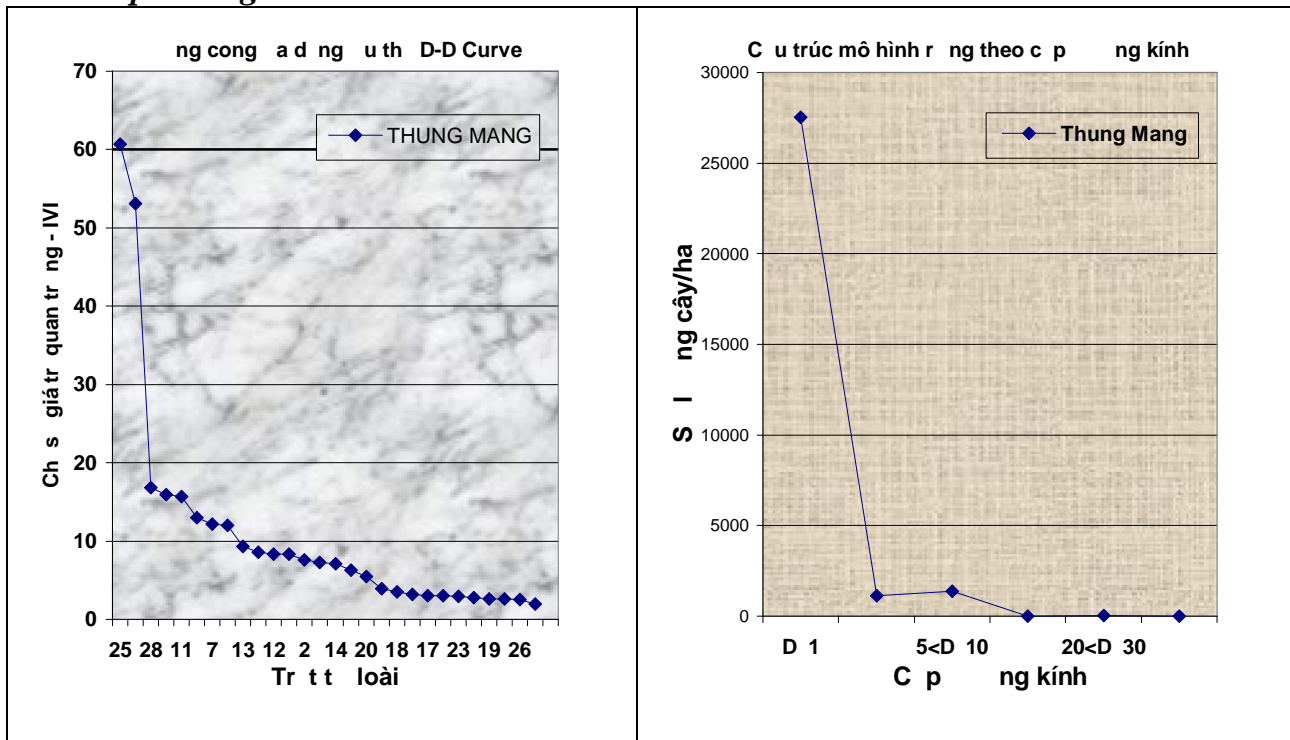 ng cong a d ng u th D-D Curve
70
60
50
40
30
20
10
0
THUNG MANG
Ch s giá tr quan tr ng - IVI
25 28 11 7 13 12 2 14 20 18 17 23 19 26
Tr t t loài
C u trúc mô hình r ng theo c p ng kính
30000
25000
20000
15000
10000
5000
0
Thung Mang
S l ng cây/ha
D 1 5<D 10 20<D 30
C p ng kính